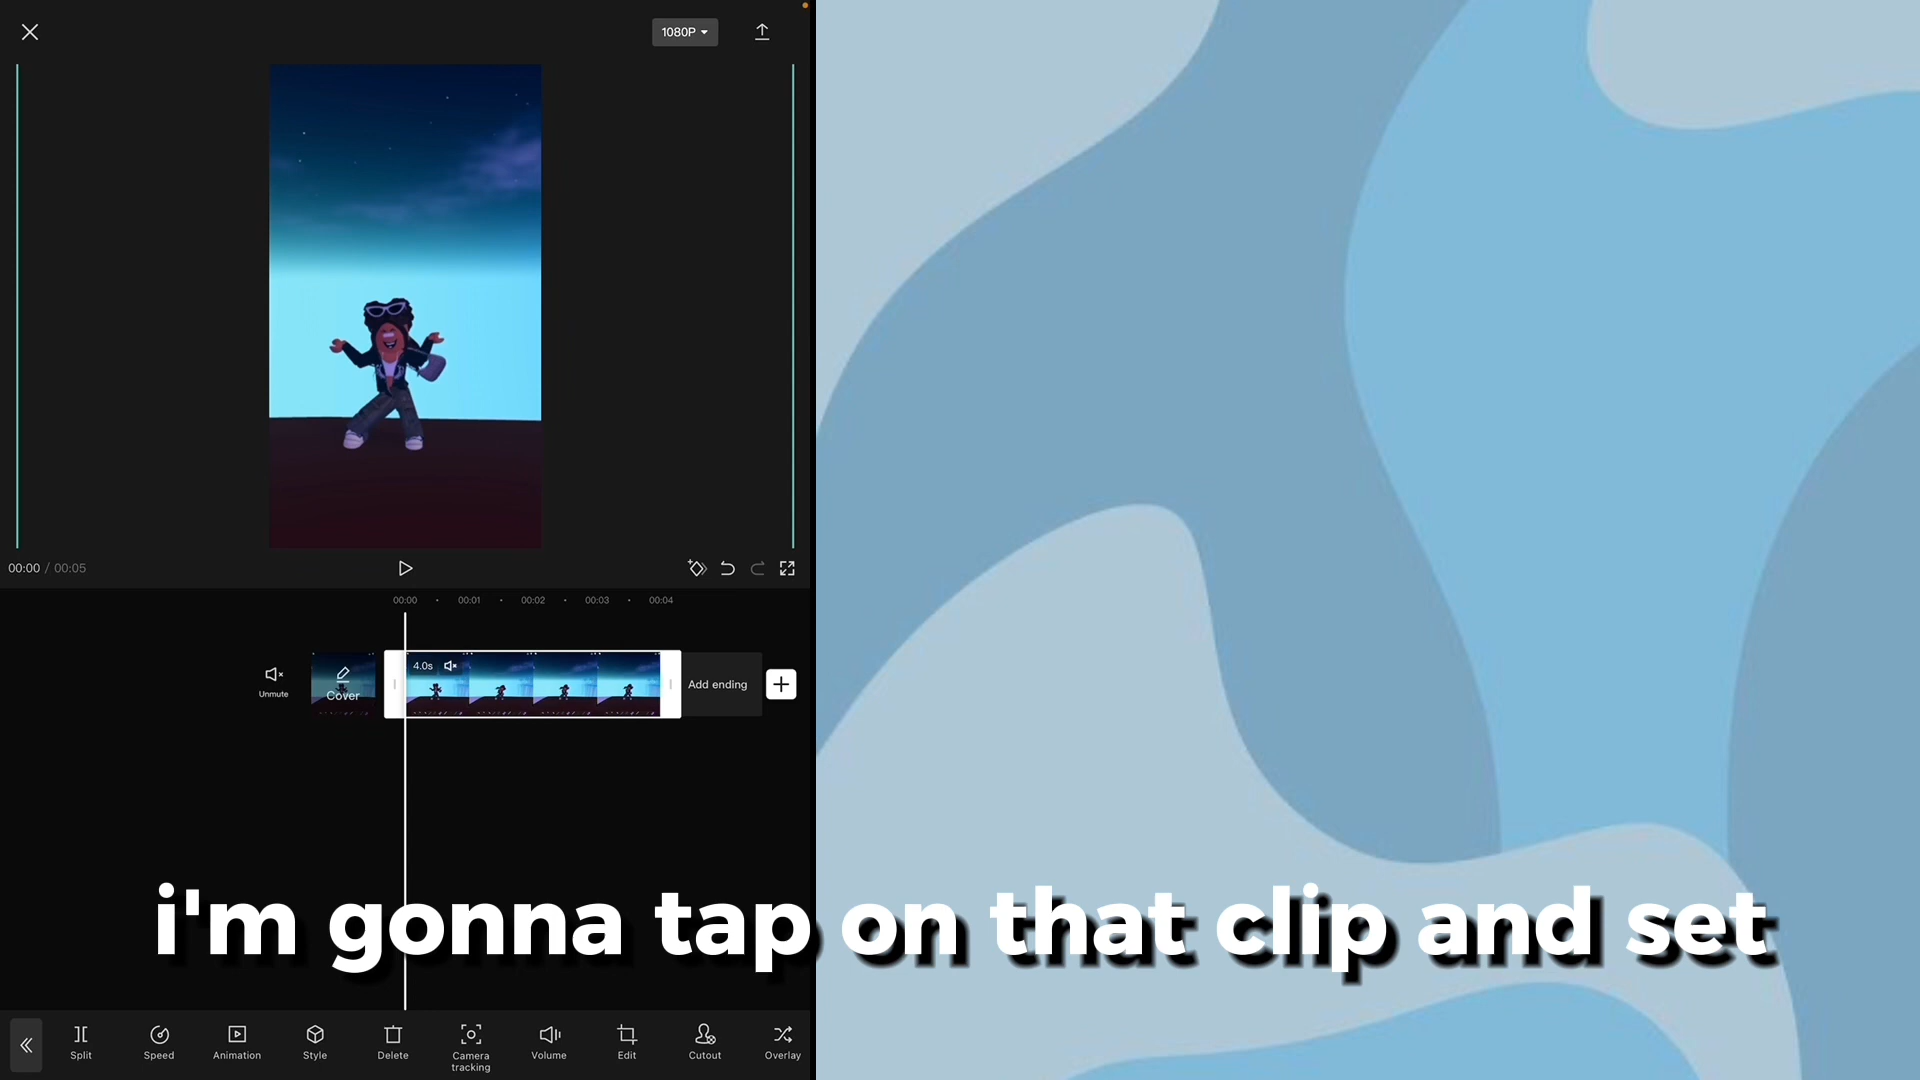 1080P
00:00 / 00:05
00:00 00:01 00:02 00:03 00:04
4.0s
Unmute
Cover
Add ending
i'm gonna tap on that clip and set
Split Speed Animation Style Delete Camera tracking Volume Edit Cutout Overlay